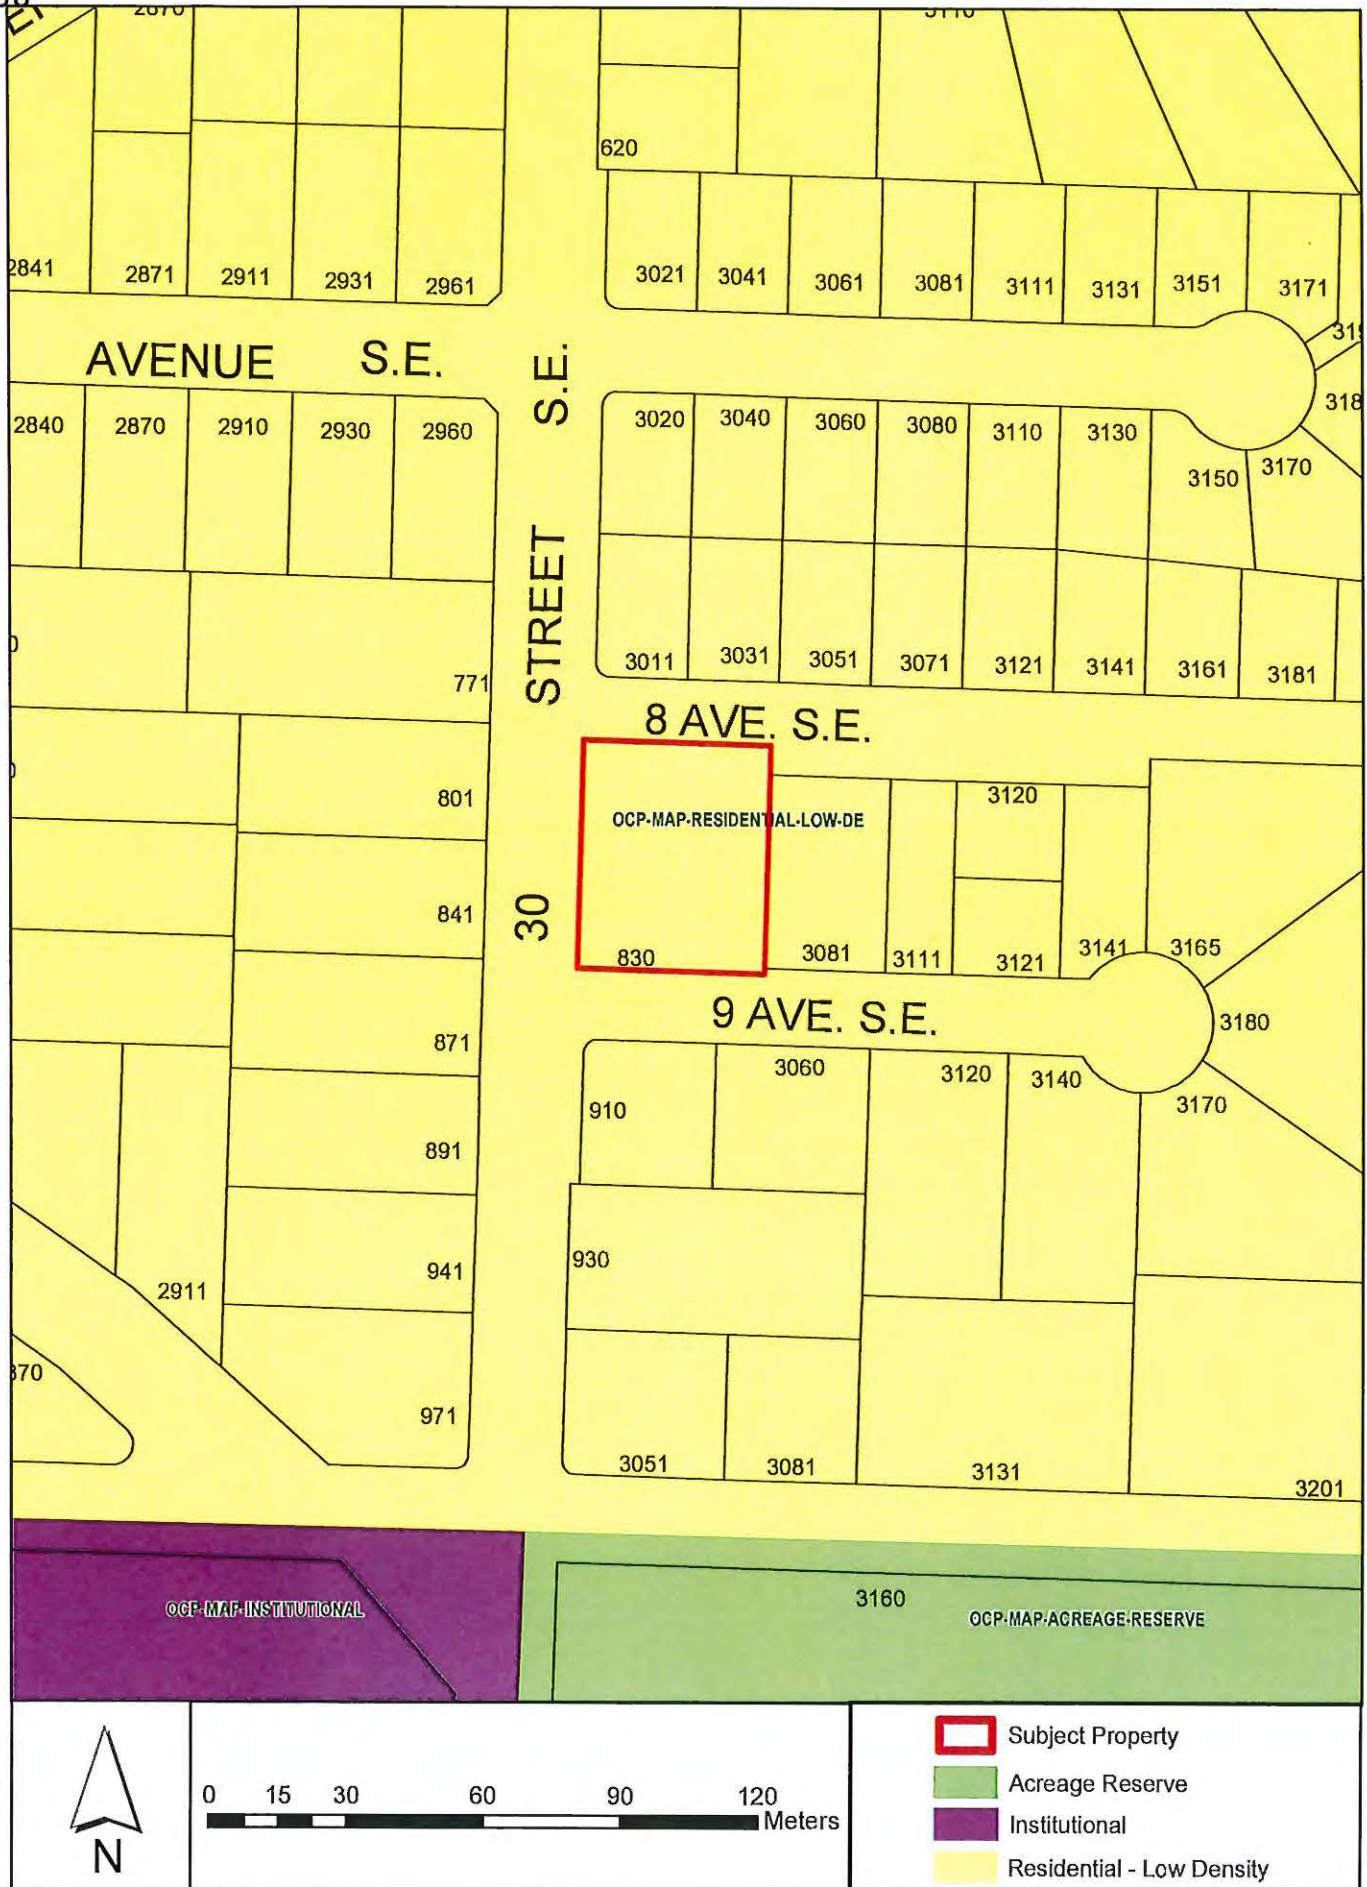 2870
620
2841 2871 2911 2931 2961 3021 3041 3061 3081 3111 3131 3151 3171
AVENUE S.E.
30 STREET S.E.
2840 2870 2910 2930 2960 3020 3040 3060 3080 3110 3130
3150 3170
3011 3031 3051 3071 3121 3141 3161 3181
771
8 AVE. S.E.
801
3120
OCP-MAP-RESIDENTIAL-LOW-DE
841
830 3081 3111 3121 3141 3165
9 AVE. S.E.
3180
871
3060 3120 3140
910
3170
891
930
941
2911
971
3051 3081 3131 3201
OCP-MAP-INSTITUTIONAL
3160
OCP-MAP-ACREAGE-RESERVE
N
0 15 30 60 90 120
Meters
Subject Property
Acreage Reserve
Institutional
Residential - Low Density